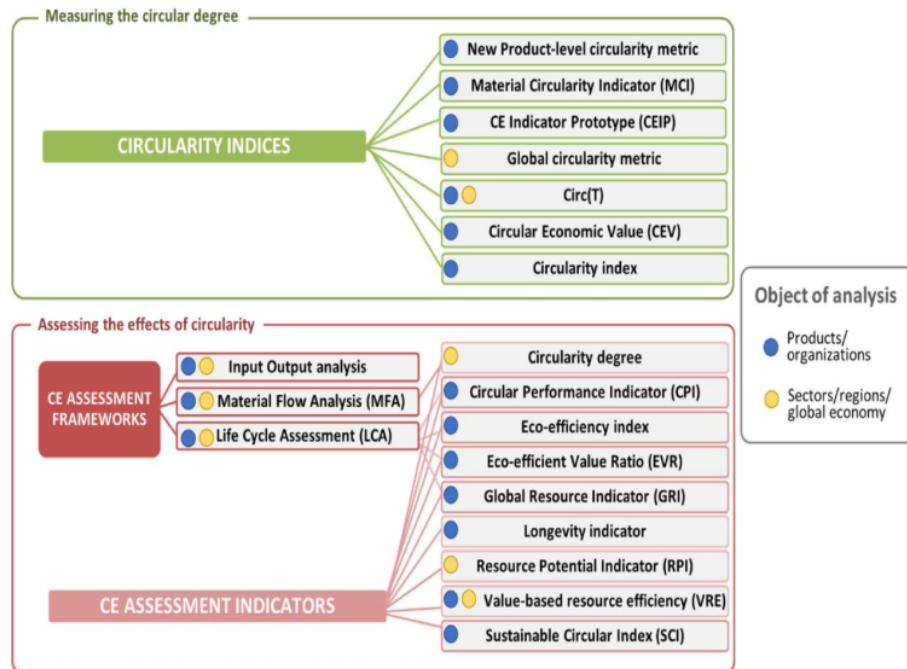 Measuring the circular degree
CIRCULARITY INDICES
New Product-level circularity metric
Material Circularity Indicator (MCI)
CE Indicator Prototype (CEIP)
Global circularity metric
Circ(T)
Circular Economic Value (CEV)
Circularity index
Object of analysis
Products/
organizations
Sectors/regions/
global economy
Assessing the effects of circularity
CE ASSESSMENT
FRAMEWORKS
Input Output analysis
Material Flow Analysis (MFA)
Life Cycle Assessment (LCA)
CE ASSESSMENT INDICATORS
Circularity degree
Circular Performance Indicator (CPI)
Eco-efficiency index
Eco-efficient Value Ratio (EVR)
Global Resource Indicator (GRI)
Longevity indicator
Resource Potential Indicator (RPI)
Value-based resource efficiency (VRE)
Sustainable Circular Index (SCI)